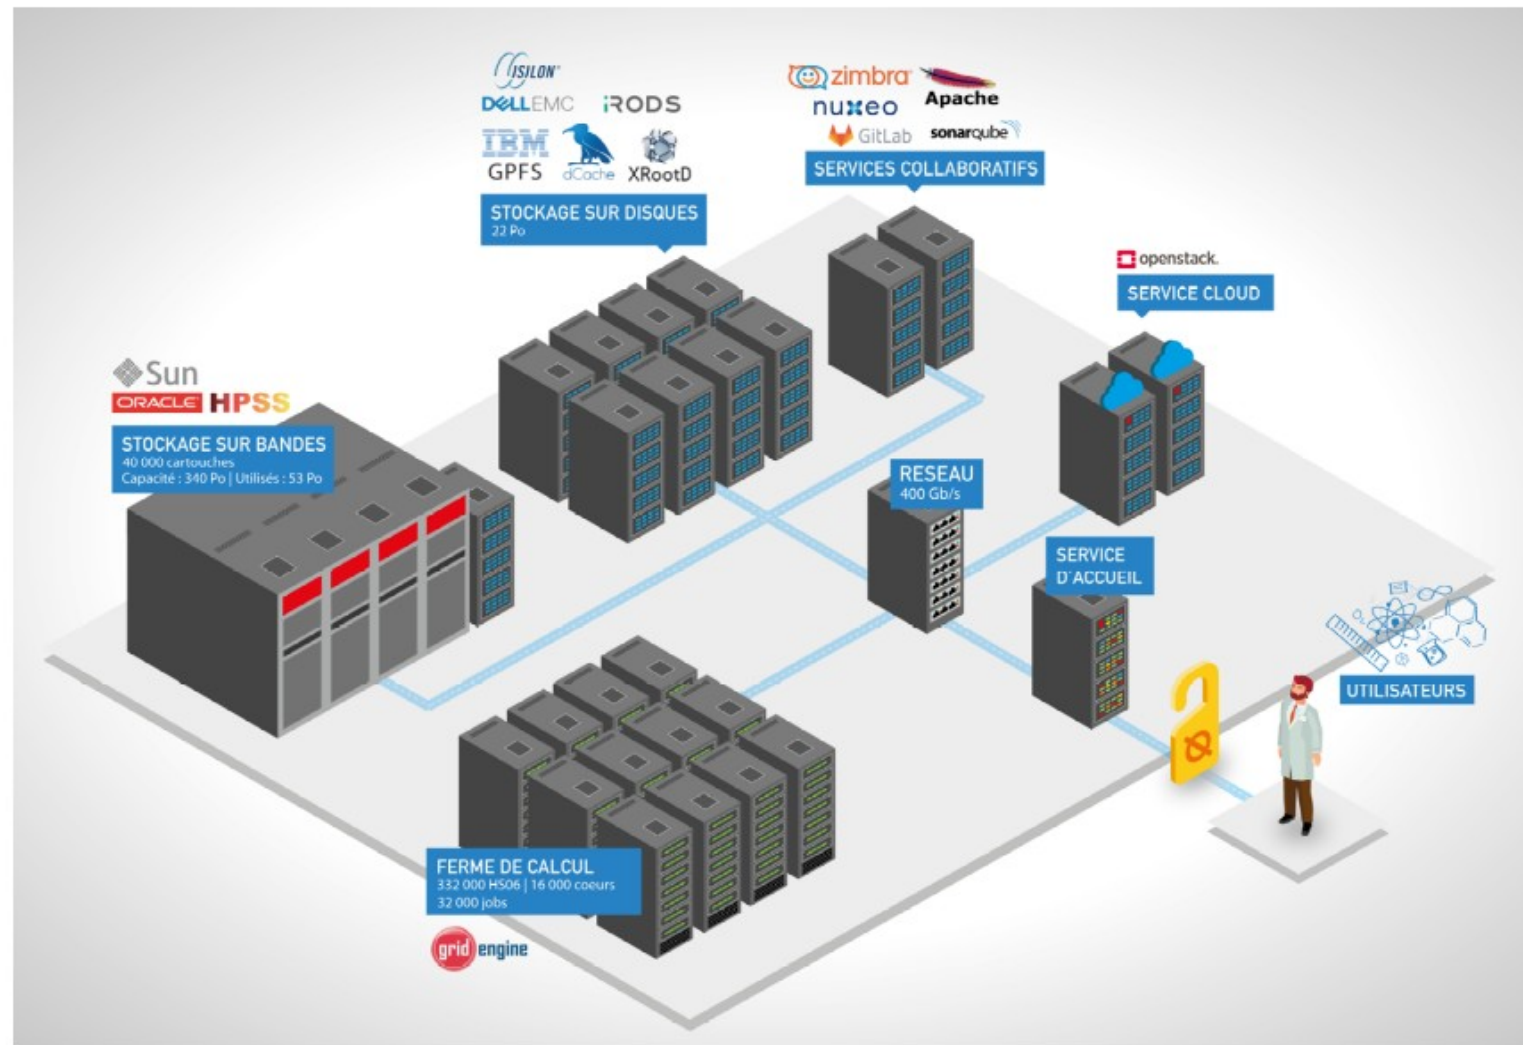 ISILON
DELLEMC
iRODS
IBM
GPFS
dCache
XRootD
STOCKAGE SUR DISQUES
22 Po
zimbra
Apache
nuxeo
GitLab
sonarqube
SERVICES COLLABORATIFS
openstack.
SERVICE CLOUD
Sun
ORACLE HPSS
STOCKAGE SUR BANDES
40 000 cartouches
Capacité : 340 Po | Utilisés : 53 Po
RESEAU
400 Gb/s
SERVICE
D'ACCUEIL
UTILISATEURS
FERME DE CALCUL
332 000 HS06 | 16 000 coeurs
32 000 jobs
grid engine